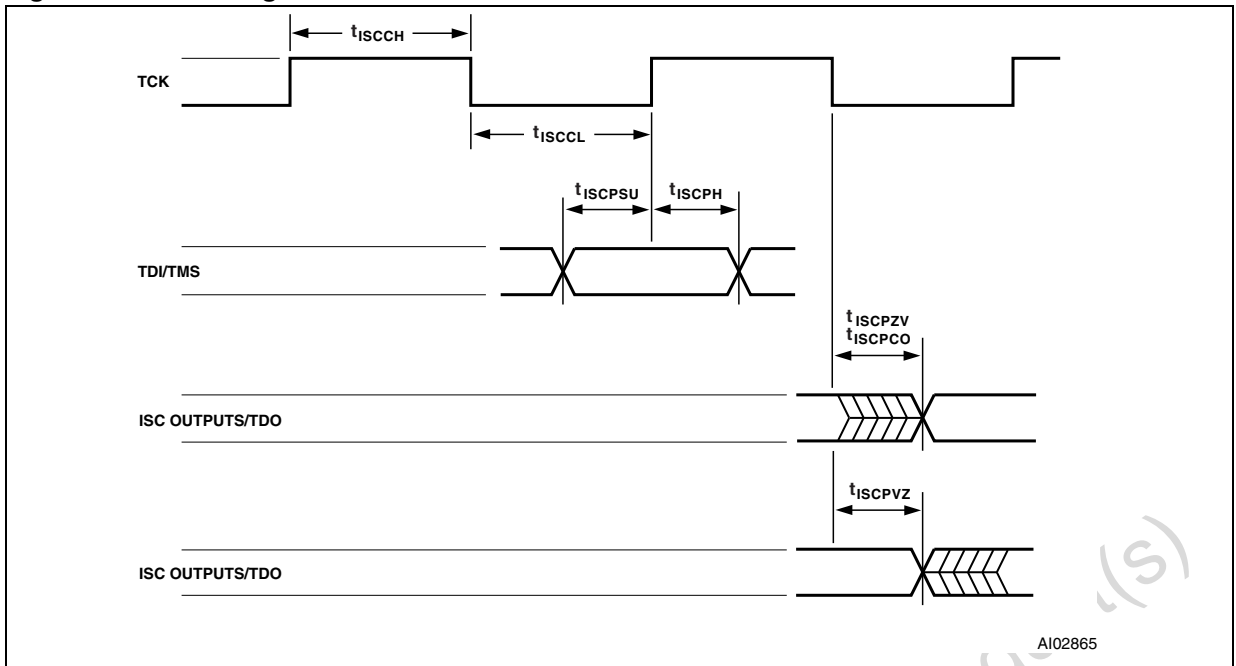 tISCCH
TCK
tISCCL
tISCPSU
tISCPH
TDI/TMS
tISCPZV
tISCPCO
ISC OUTPUTS/TDO
tISCPVZ
ISC OUTPUTS/TDO
(s)
AI02865